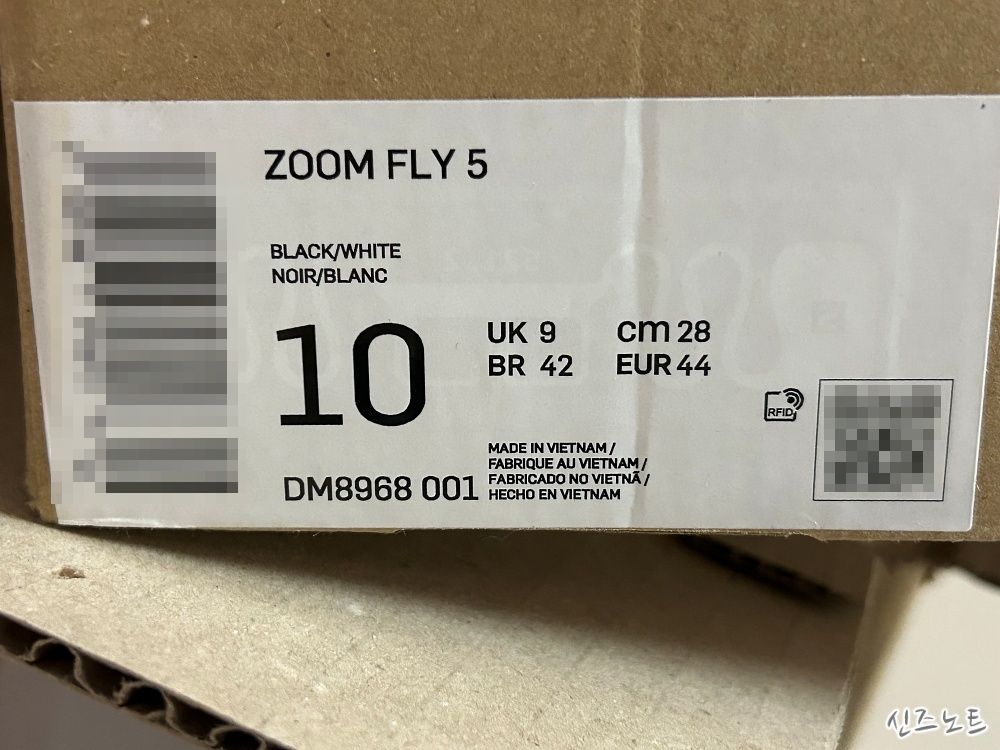 ZOOM FLY 5
BLACK/WHITE
NOIR/BLANC
10
UK 9 cm 28
BR 42 EUR 44
RFID
MADE IN VIETNAM /
FABRIQUE AU VIETNAM /
FABRICADO NO VIETNÃ /
HECHO EN VIETNAM
DM8968 001
신즈노트